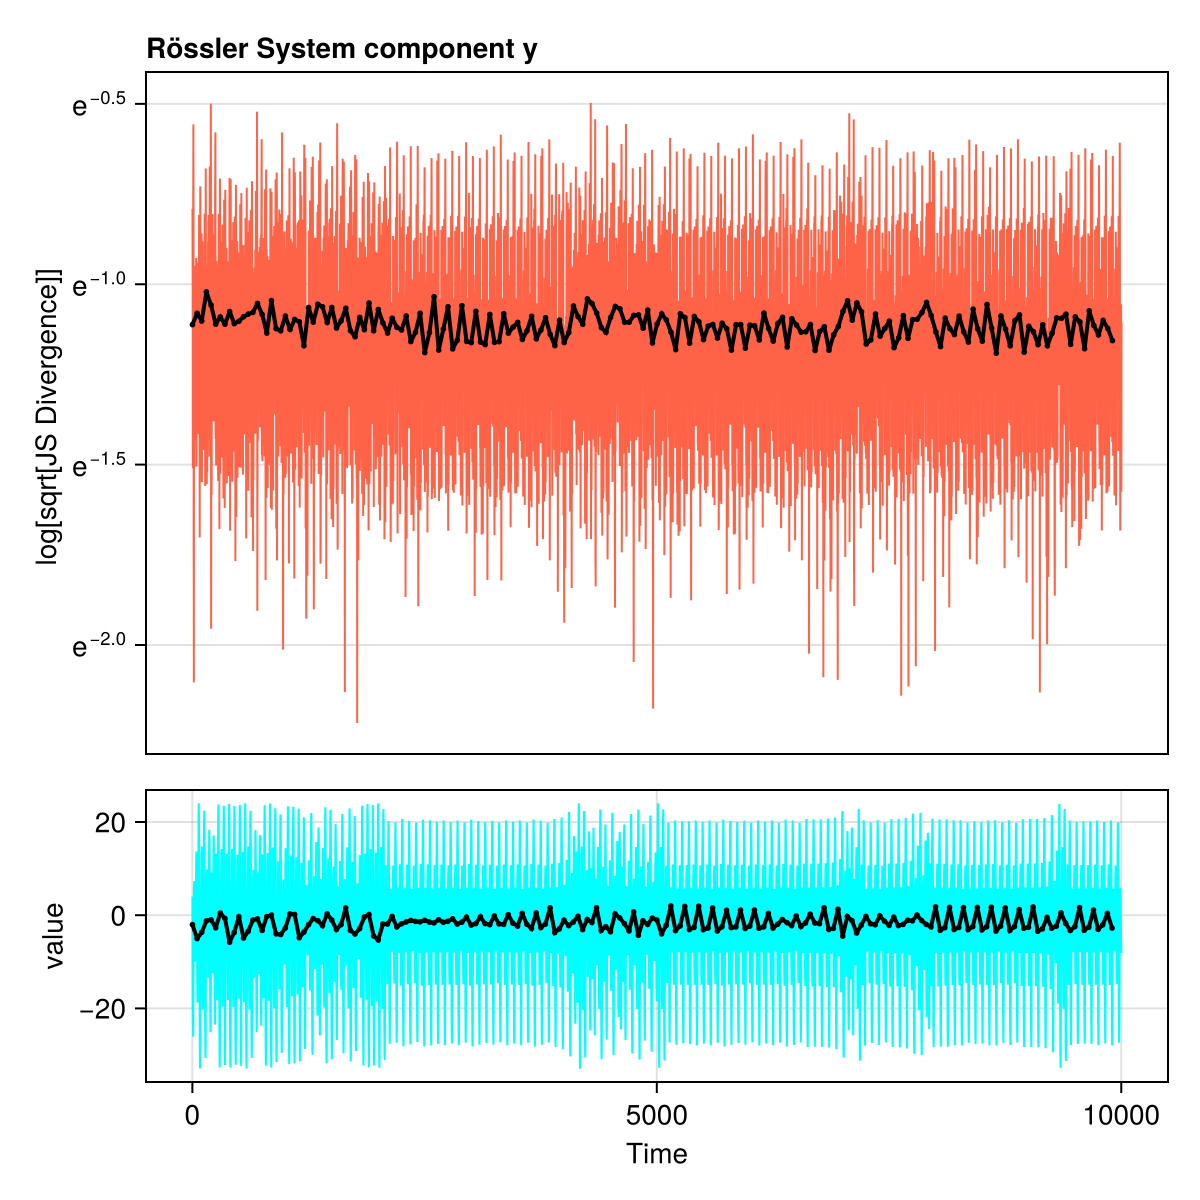 Rössler System component y
e−0.5
e−1.0
e−1.5
e−2.0
log[sqrt[JS Divergence]]
20
0
−20
value
0 5000 10000
Time